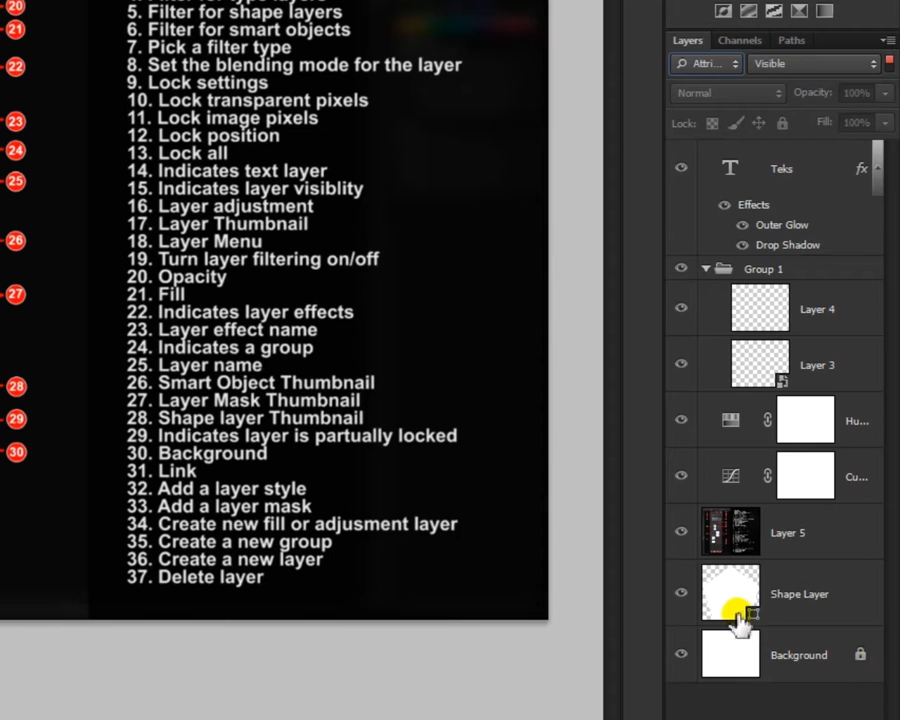 5. Filter for shape layers
6. Filter for smart objects
7. Pick a filter type
8. Set the blending mode for the layer
9. Lock settings
10. Lock transparent pixels
11. Lock image pixels
12. Lock position
13. Lock all
14. Indicates text layer
15. Indicates layer visiblity
16. Layer adjustment
17. Layer Thumbnail
18. Layer Menu
19. Turn layer filtering on/off
20. Opacity
21. Fill
22. Indicates layer effects
23. Layer effect name
24. Indicates a group
25. Layer name
26. Smart Object Thumbnail
27. Layer Mask Thumbnail
28. Shape layer Thumbnail
29. Indicates layer is partually locked
30. Background
31. Link
32. Add a layer style
33. Add a layer mask
34. Create new fill or adjusment layer
35. Create a new group
36. Create a new layer
37. Delete layer
20
21
22
23
24
25
26
27
28
29
30
Layers Channels Paths
Attri... Visible
Normal Opacity: 100%
Lock: Fill: 100%
T Teks fx
Effects
Outer Glow
Drop Shadow
Group 1
Layer 4
Layer 3
Hu...
Cu...
Layer 5
Shape Layer
Background